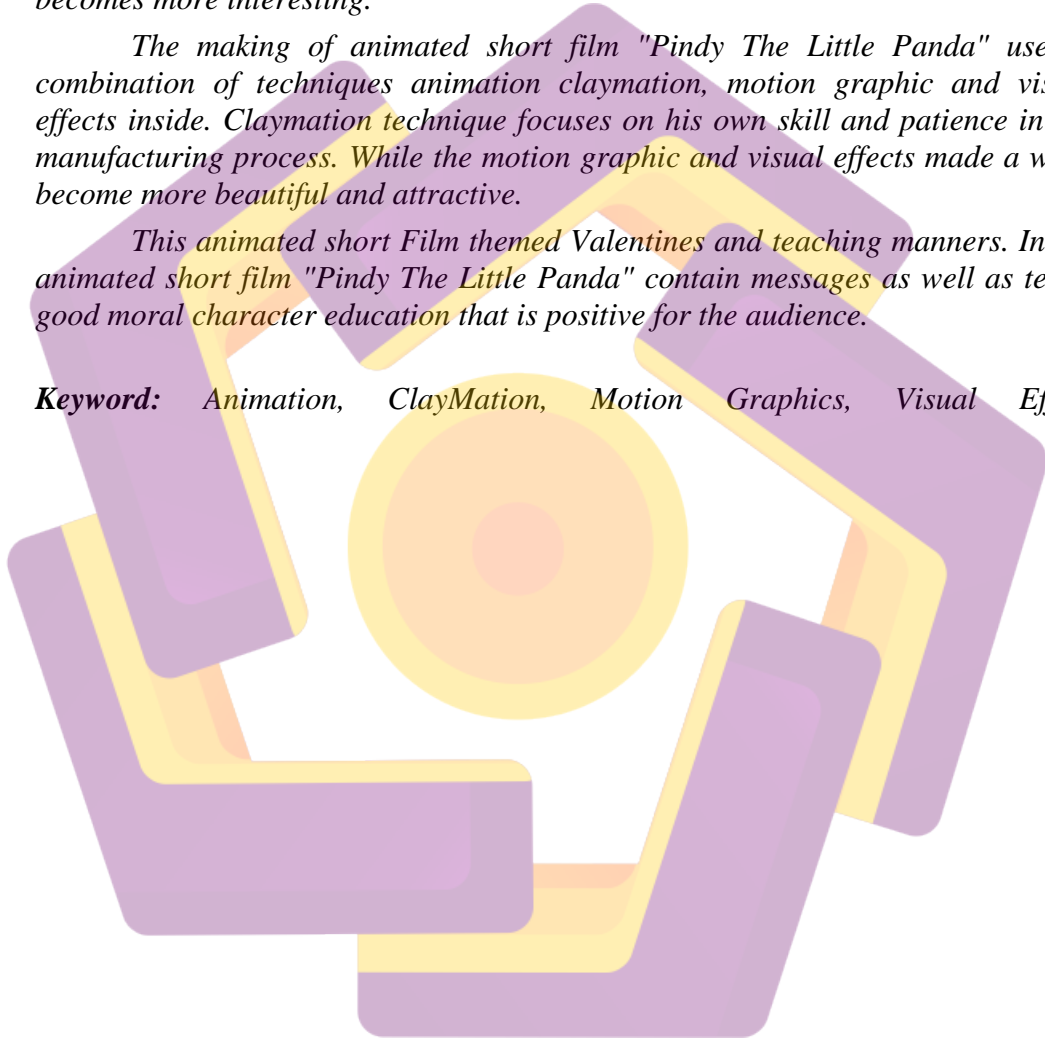 becomes more interesting.
The making of animated short film "Pindy The Little Panda" use
combination of techniques animation claymation, motion graphic and vis
effects inside. Claymation technique focuses on his own skill and patience in
manufacturing process. While the motion graphic and visual effects made a w
become more beautiful and attractive.
This animated short Film themed Valentines and teaching manners. In
animated short film "Pindy The Little Panda" contain messages as well as te
good moral character education that is positive for the audience.
Keyword: Animation, ClayMation, Motion Graphics, Visual Ef